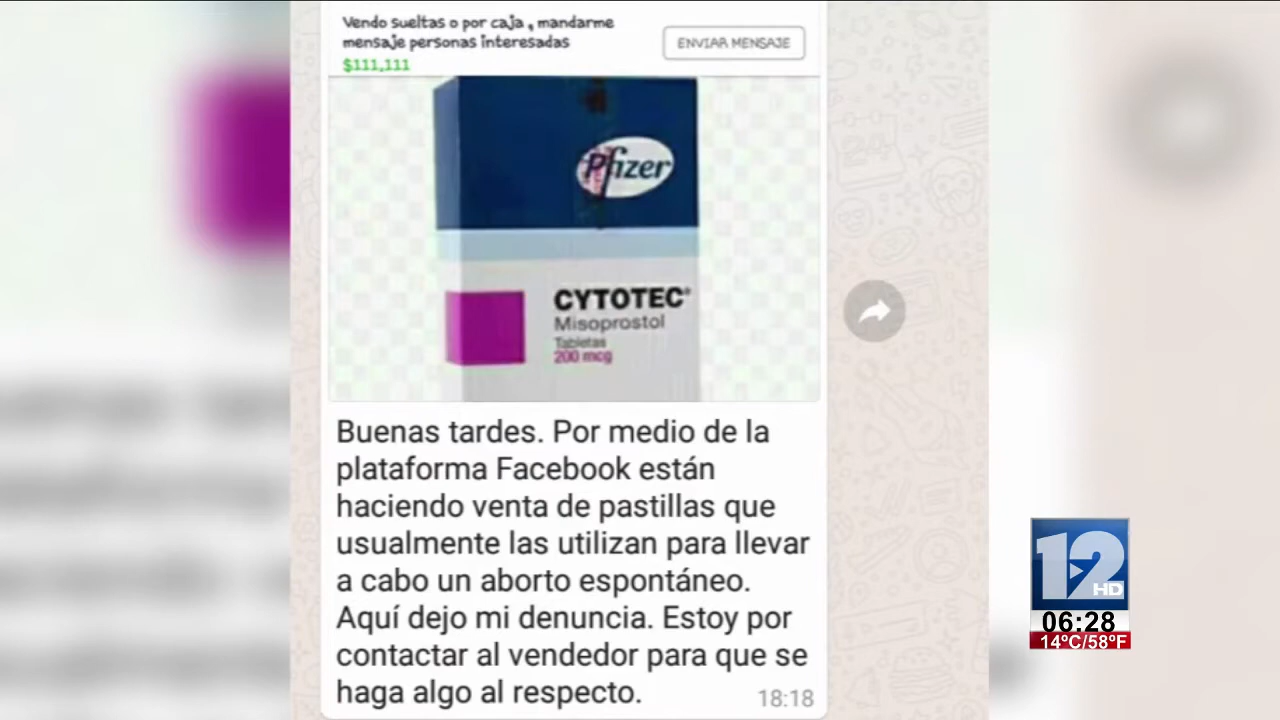 Vendo sueltas o por caja , mandarme
mensaje personas interesadas
$111,111
ENVIAR MENSAJE
Pfizer
CYTOTEC®
Misoprostol
Tabletas
200 mcg
Buenas tardes. Por medio de la
plataforma Facebook están
haciendo venta de pastillas que
usualmente las utilizan para llevar
a cabo un aborto espontáneo.
Aquí dejo mi denuncia. Estoy por
contactar al vendedor para que se
haga algo al respecto.
18:18
12
HD
06:28
14ºC/58ºF